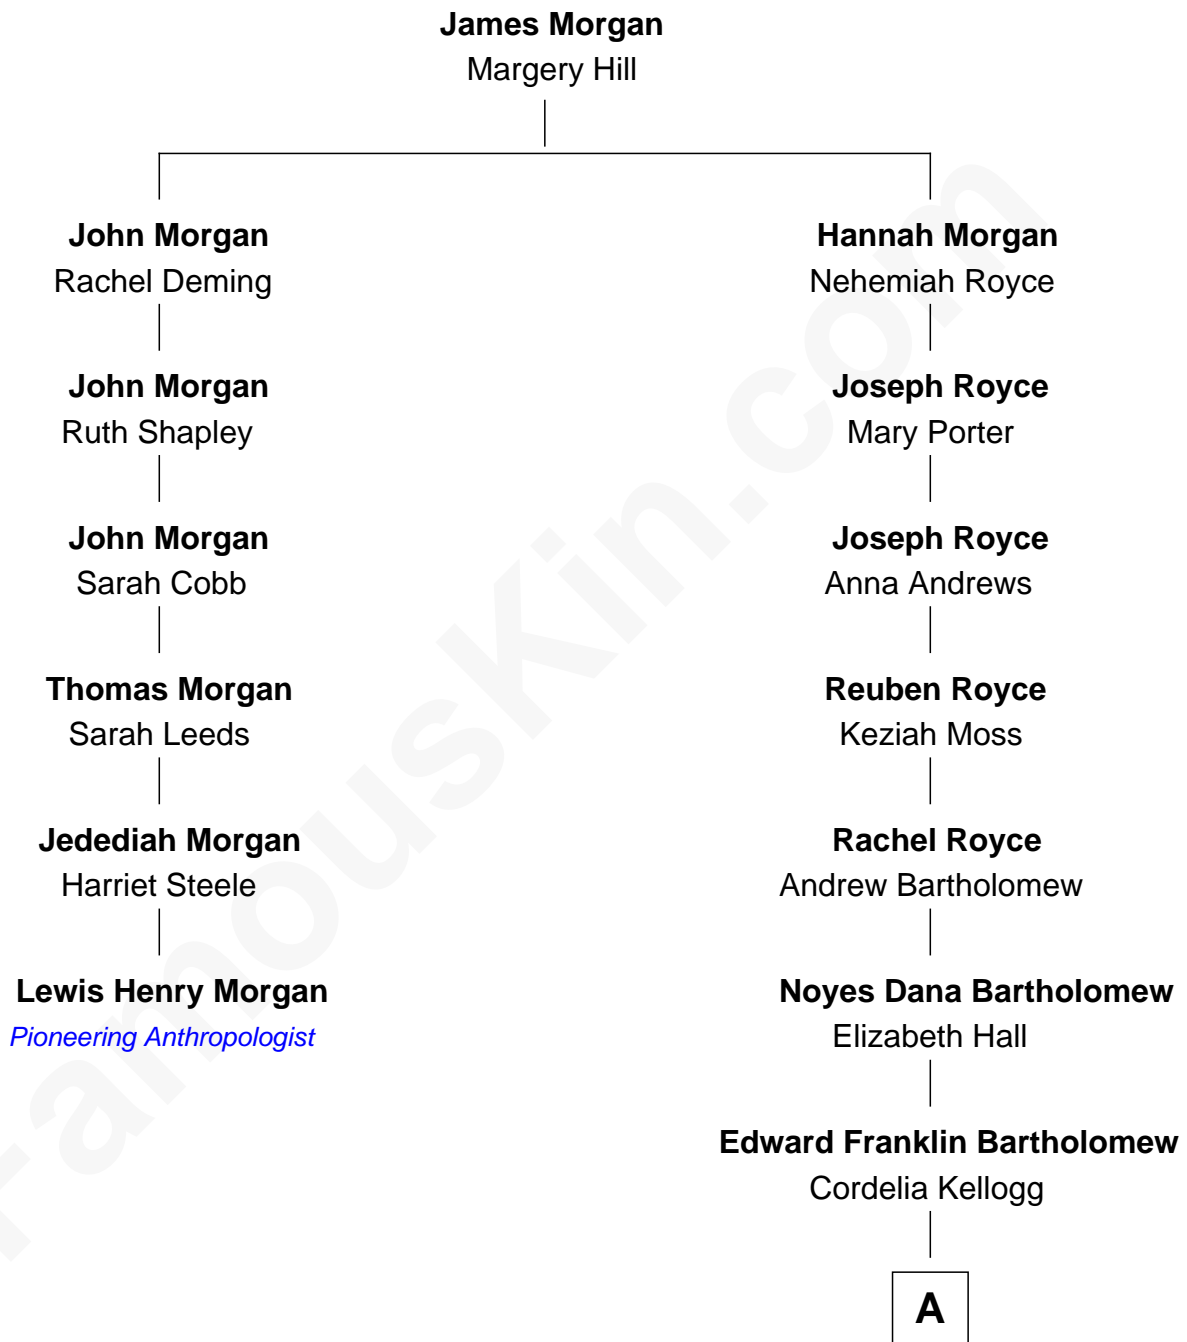 James Morgan
Margery Hill
John Morgan
Rachel Deming
John Morgan
Ruth Shapley
John Morgan
Sarah Cobb
Thomas Morgan
Sarah Leeds
Jedediah Morgan
Harriet Steele
Lewis Henry Morgan
Pioneering Anthropologist
Hannah Morgan
Nehemiah Royce
Joseph Royce
Mary Porter
Joseph Royce
Anna Andrews
Reuben Royce
Keziah Moss
Rachel Royce
Andrew Bartholomew
Noyes Dana Bartholomew
Elizabeth Hall
Edward Franklin Bartholomew
Cordelia Kellogg
A
FamousKin.com